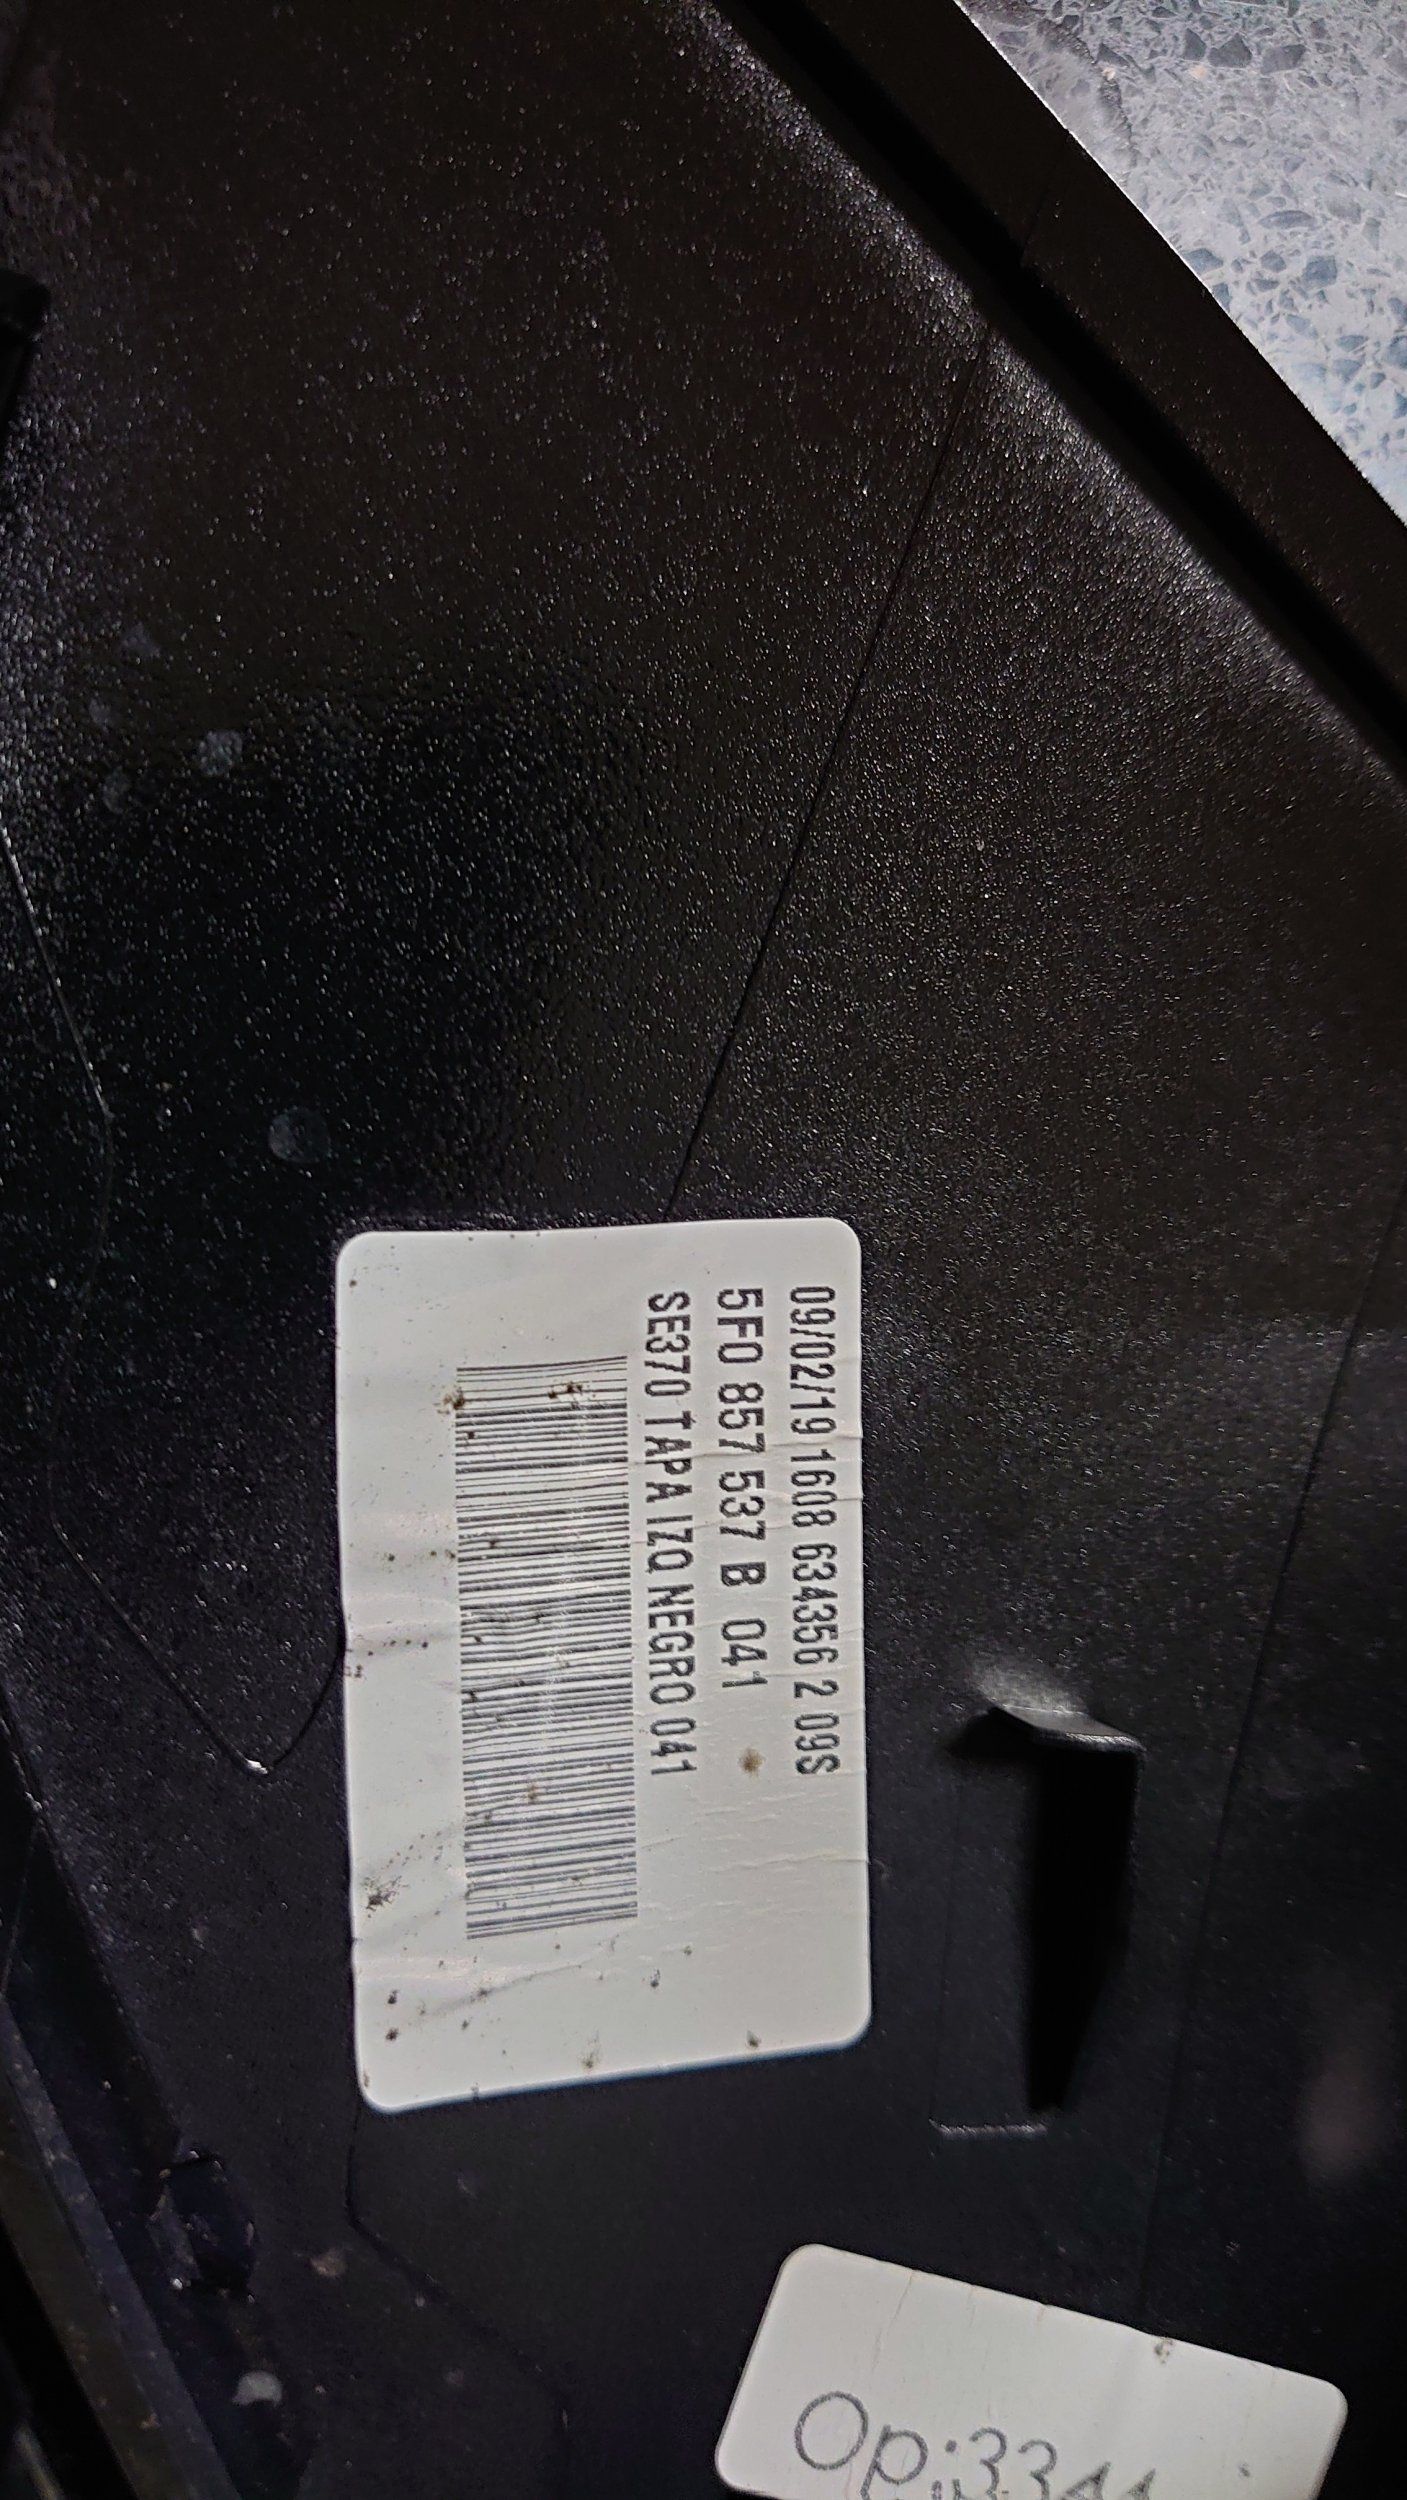 09/02/19 1608 634356 2 09S
5F0 857 537 B 041
SE370 TAPA IZQ NEGRO 041